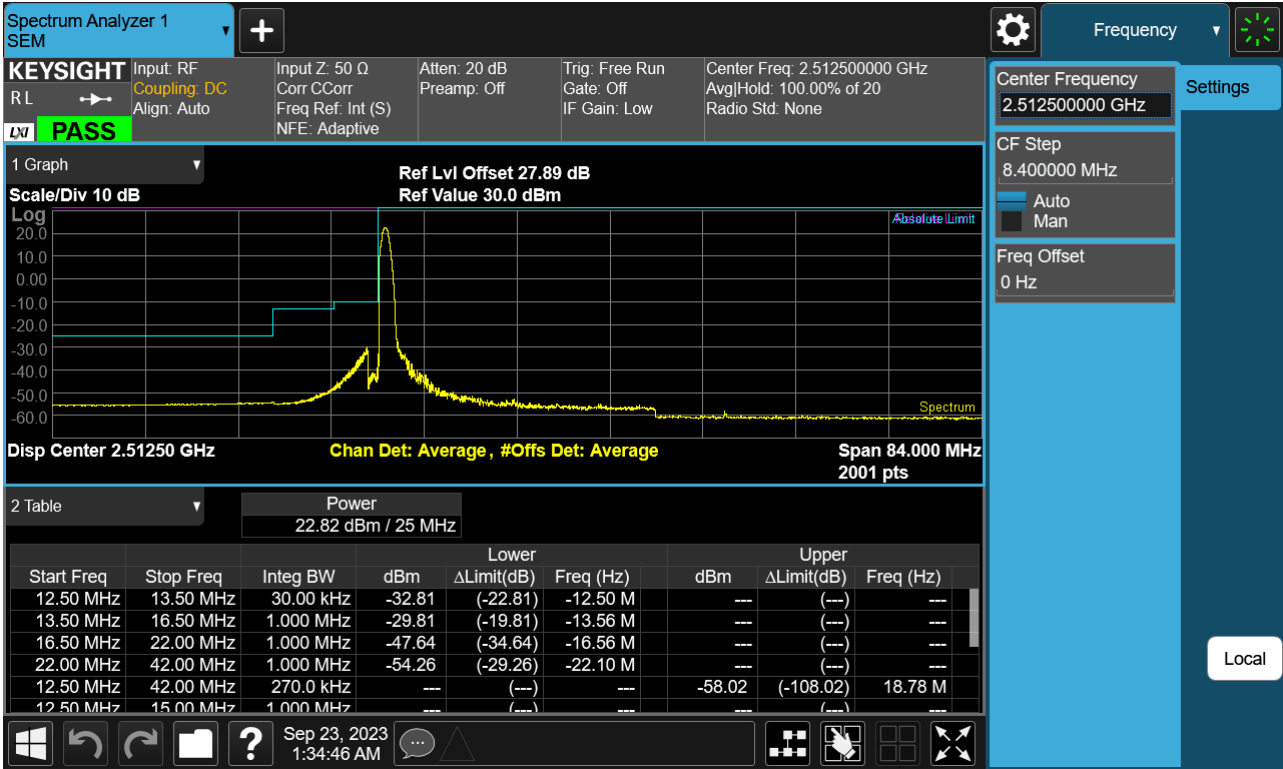 Spectrum Analyzer 1
SEM
Frequency
KEYSIGHT
R L
LXI
PASS
Input: RF
Coupling: DC
Align: Auto
Input Z: 50 Ω
Corr CCorr
Freq Ref: Int (S)
NFE: Adaptive
Atten: 20 dB
Preamp: Off
Trig: Free Run
Gate: Off
IF Gain: Low
Center Freq: 2.512500000 GHz
Avg|Hold: 100.00% of 20
Radio Std: None
Center Frequency
2.512500000 GHz
Settings
CF Step
8.400000 MHz
Auto
Man
Freq Offset
0 Hz
1 Graph
Scale/Div 10 dB
Ref Lvl Offset 27.89 dB
Ref Value 30.0 dBm
Log
20.0
10.0
0.00
-10.0
-20.0
-30.0
-40.0
-50.0
-60.0
Absolute Limit
Spectrum
Disp Center 2.51250 GHz
Chan Det: Average, #Offs Det: Average
Span 84.000 MHz
2001 pts
2 Table
Power
22.82 dBm / 25 MHz
Lower Upper
Start Freq Stop Freq Integ BW dBm ΔLimit(dB) Freq (Hz) dBm ΔLimit(dB) Freq (Hz)
12.50 MHz 13.50 MHz 30.00 kHz -32.81 (-22.81) -12.50 M --- (---) ---
13.50 MHz 16.50 MHz 1.000 MHz -29.81 (-19.81) -13.56 M --- (---) ---
16.50 MHz 22.00 MHz 1.000 MHz -47.64 (-34.64) -16.56 M --- (---) ---
22.00 MHz 42.00 MHz 1.000 MHz -54.26 (-29.26) -22.10 M --- (---) ---
12.50 MHz 42.00 MHz 270.0 kHz --- (---) --- -58.02 (-108.02) 18.78 M
12.50 MHz 15.00 MHz 1.000 MHz --- (---) --- --- (---) ---
Local
?
Sep 23, 2023
1:34:46 AM